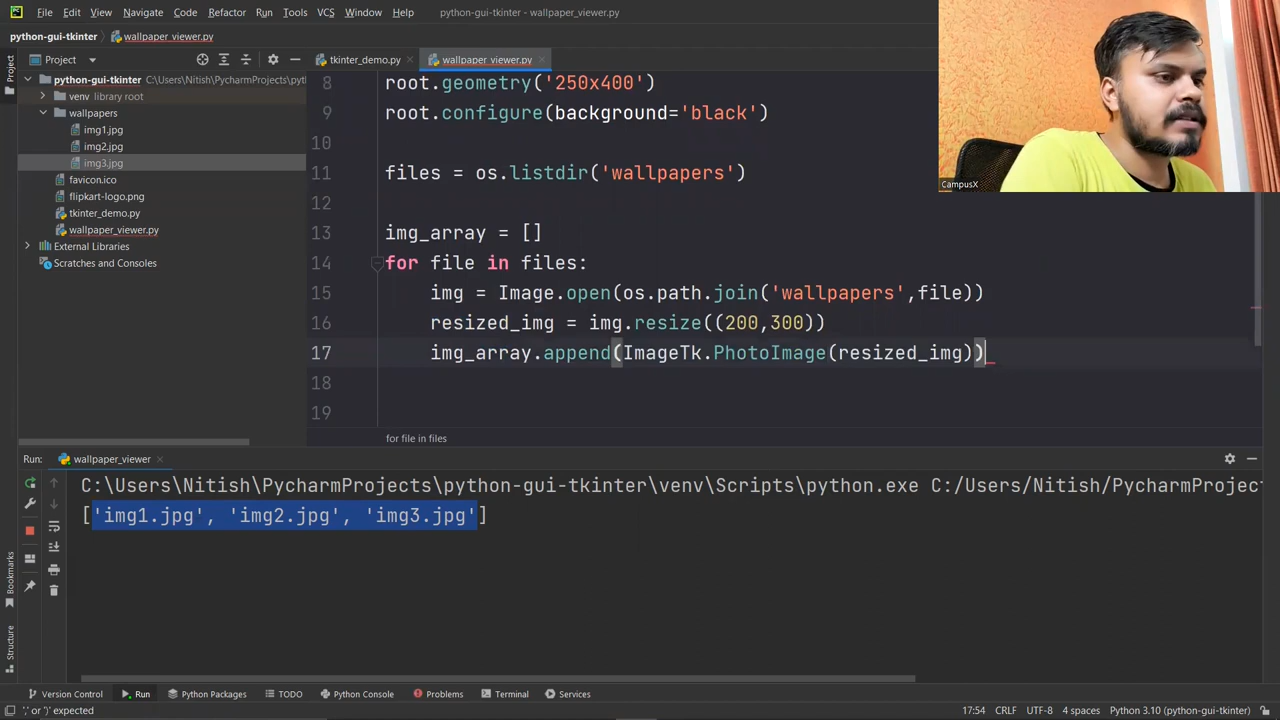 File Edit View Navigate Code Refactor Run Tools VCS Window Help python-gui-tkinter - wallpaper_viewer.py
python-gui-tkinter wallpaper_viewer.py
Project
tkinter_demo.py
wallpaper_viewer.py
Project
python-gui-tkinter C:\Users\Nitish\PycharmProjects\pyth
venv library root
wallpapers
img1.jpg
img2.jpg
img3.jpg
favicon.ico
flipkart-logo.png
tkinter_demo.py
wallpaper_viewer.py
External Libraries
Scratches and Consoles
8 root.geometry('250x400')
9 root.configure(background='black')
10
11 files = os.listdir('wallpapers')
12
13 img_array = []
14 for file in files:
15 img = Image.open(os.path.join('wallpapers',file))
16 resized_img = img.resize((200,300))
17 img_array.append(ImageTk.PhotoImage(resized_img))
18
19
for file in files
CampusX
Run: wallpaper_viewer
C:\Users\Nitish\PycharmProjects\python-gui-tkinter\venv\Scripts\python.exe C:/Users/Nitish/PycharmProject
['img1.jpg', 'img2.jpg', 'img3.jpg']
Bookmarks
Structure
Version Control Run Python Packages TODO Python Console Problems Terminal Services
',' or ')' expected 17:54 CRLF UTF-8 4 spaces Python 3.10 (python-gui-tkinter)